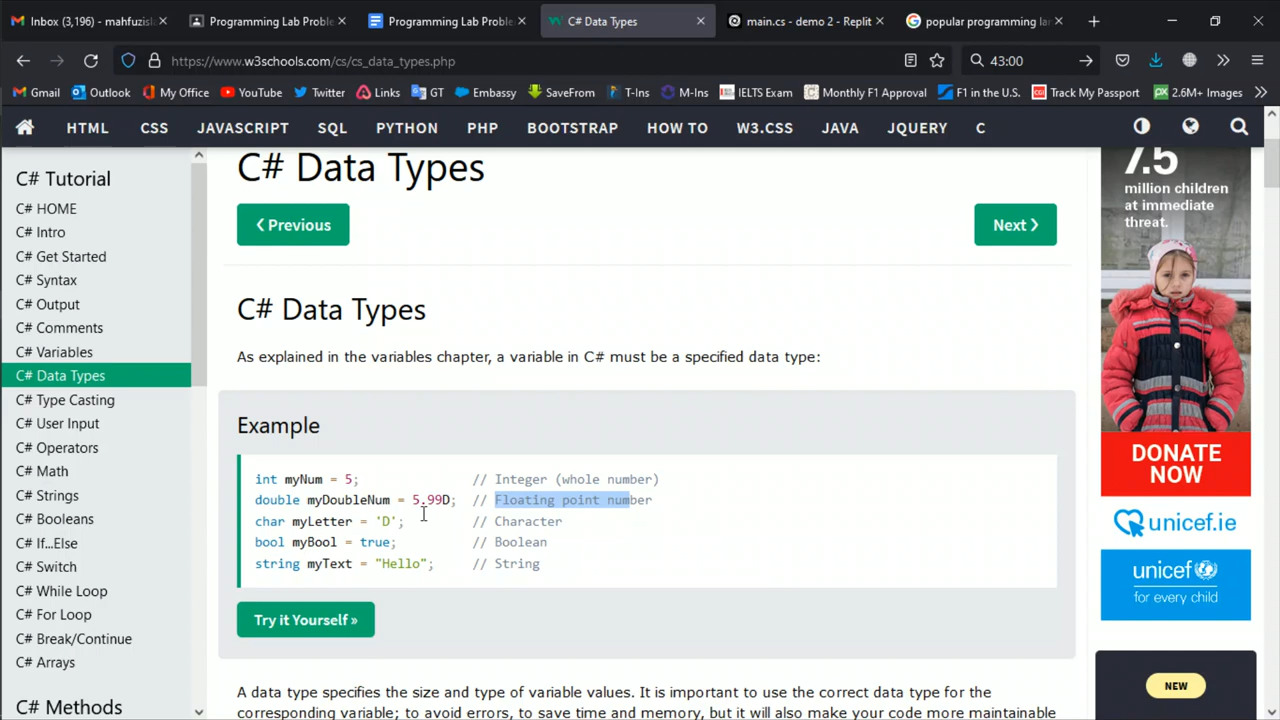 Inbox (3,196) - mahfuzisl
Programming Lab Proble
Programming Lab Proble
C# Data Types
main.cs - demo 2 - Replit
popular programming lan
https://www.w3schools.com/cs/cs_data_types.php
43:00
Gmail
Outlook
My Office
YouTube
Twitter
Links
GT
Embassy
SaveFrom
T-Ins
M-Ins
IELTS Exam
Monthly F1 Approval
F1 in the U.S.
Track My Passport
2.6M+ Images
HTML
CSS
JAVASCRIPT
SQL
PYTHON
PHP
BOOTSTRAP
HOW TO
W3.CSS
JAVA
JQUERY
C
C# Tutorial
C# HOME
C# Intro
C# Get Started
C# Syntax
C# Output
C# Comments
C# Variables
C# Data Types
C# Type Casting
C# User Input
C# Operators
C# Math
C# Strings
C# Booleans
C# If...Else
C# Switch
C# While Loop
C# For Loop
C# Break/Continue
C# Arrays
C# Methods
C# Data Types
❮ Previous
Next ❯
C# Data Types
As explained in the variables chapter, a variable in C# must be a specified data type:
Example
int myNum = 5; // Integer (whole number)
double myDoubleNum = 5.99D; // Floating point number
char myLetter = 'D'; // Character
bool myBool = true; // Boolean
string myText = "Hello"; // String
Try it Yourself »
A data type specifies the size and type of variable values. It is important to use the correct data type for the
corresponding variable; to avoid errors, to save time and memory, but it will also make your code more maintainable
7.5
million children
at immediate
threat.
DONATE
NOW
unicef.ie
unicef
for every child
NEW